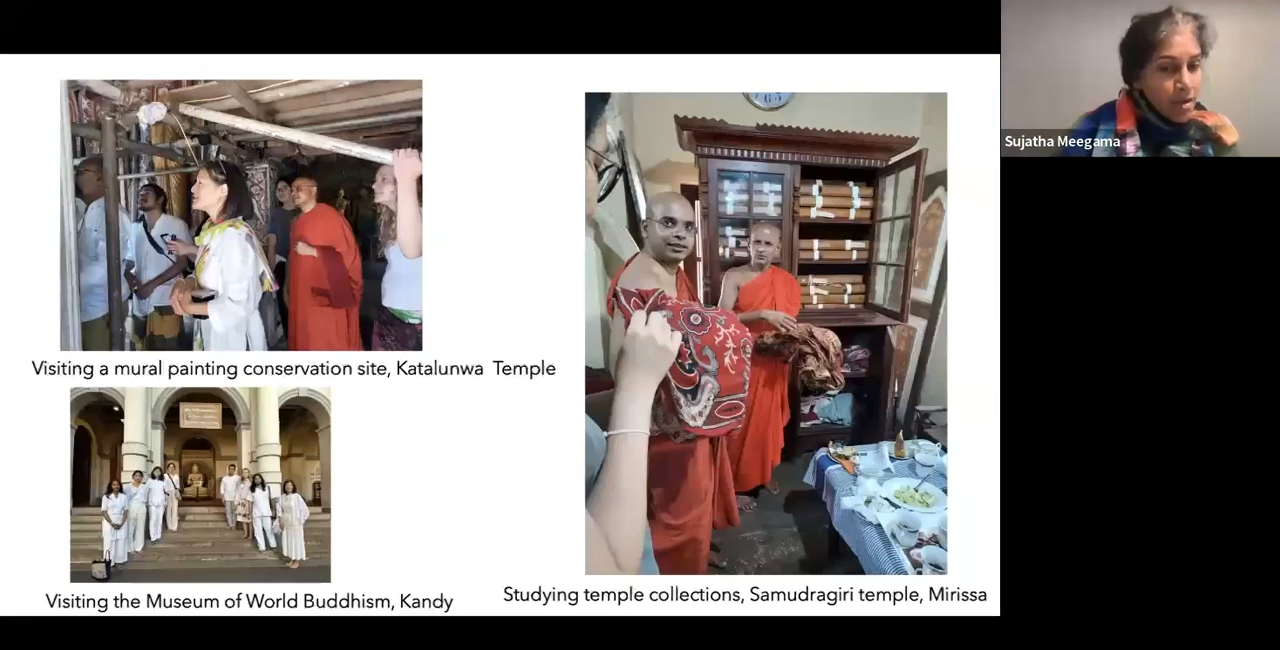 Sujatha Meegama
Visiting a mural painting conservation site, Katalunwa Temple
Visiting the Museum of World Buddhism, Kandy
Studying temple collections, Samudragiri temple, Mirissa